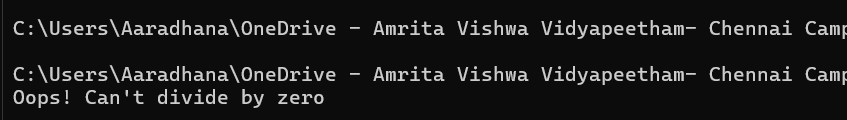 C:\Users\Aaradhana\OneDrive - Amrita Vishwa Vidyapeetham- Chennai Camp
C:\Users\Aaradhana\OneDrive - Amrita Vishwa Vidyapeetham- Chennai Camp
Oops! Can't divide by zero